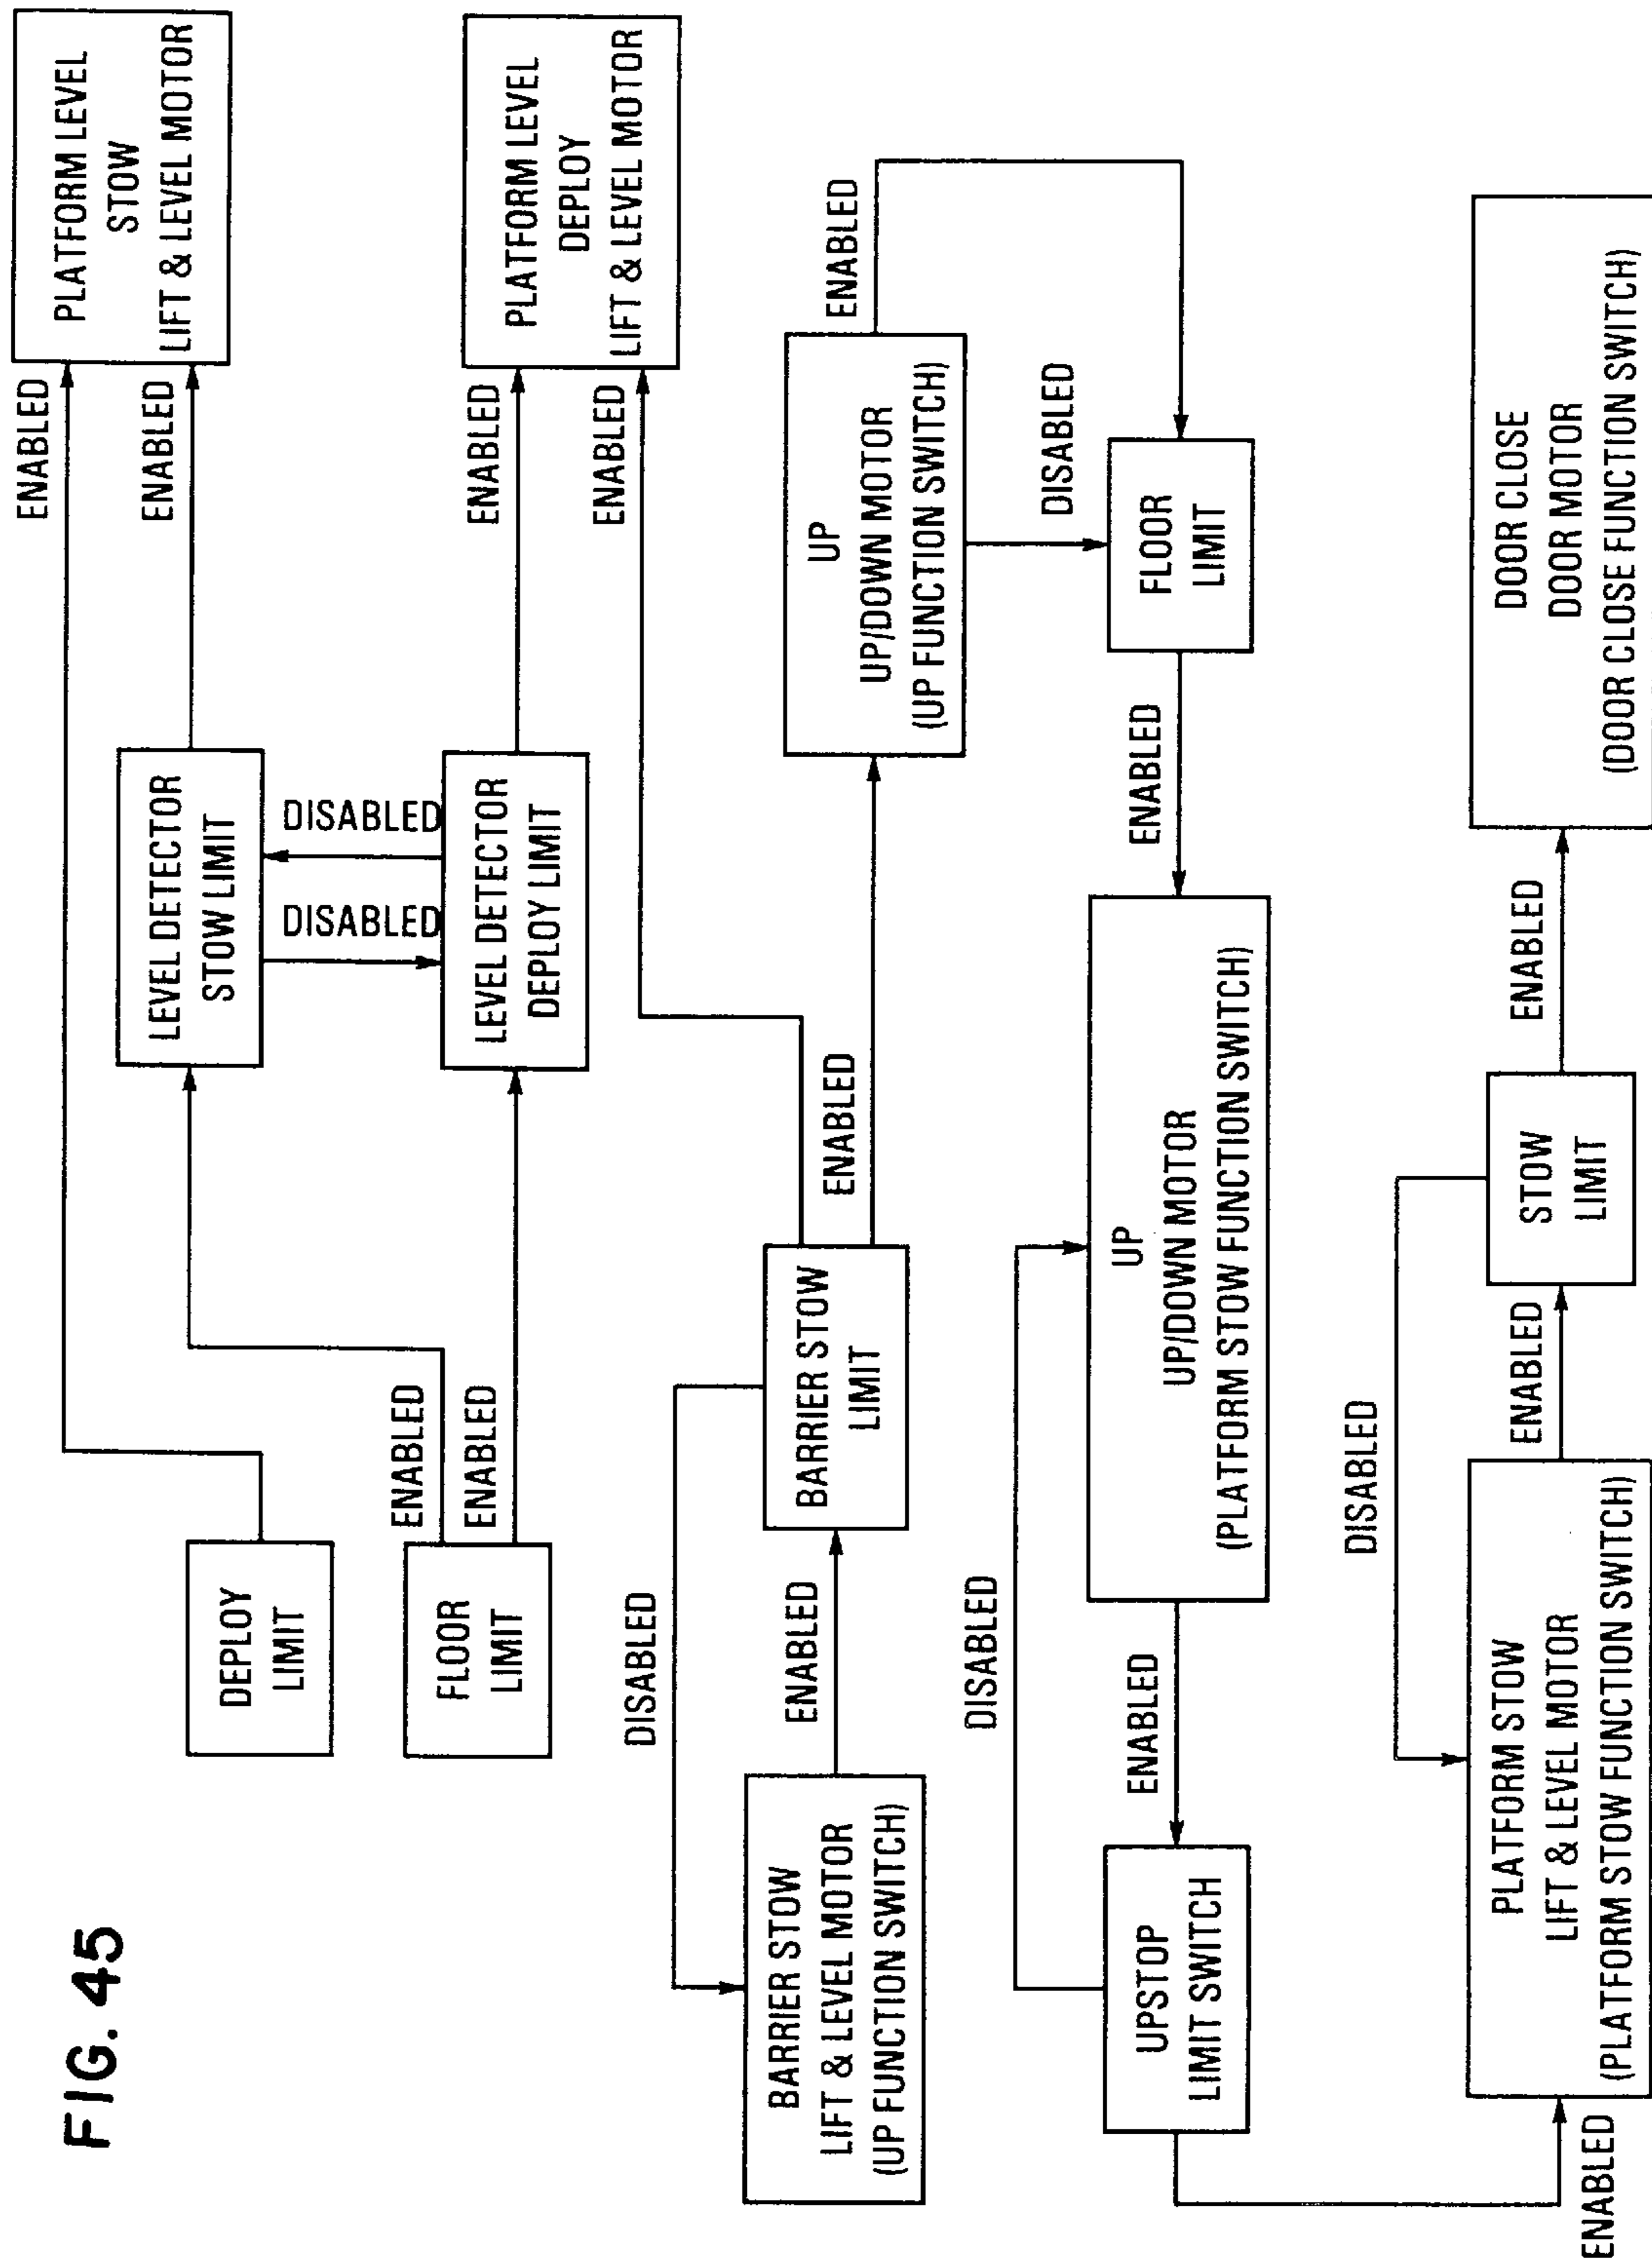 FIG. 45
DEPLOY
LIMIT
ENABLED
PLATFORM LEVEL
STOW
LIFT & LEVEL MOTOR
FLOOR
LIMIT
ENABLED
ENABLED
LEVEL DETECTOR
STOW LIMIT
ENABLED
DISABLED
DISABLED
LEVEL DETECTOR
DEPLOY LIMIT
ENABLED
ENABLED
PLATFORM LEVEL
DEPLOY
LIFT & LEVEL MOTOR
BARRIER STOW
LIFT & LEVEL MOTOR
(UP FUNCTION SWITCH)
DISABLED
ENABLED
BARRIER STOW
LIMIT
ENABLED
UP
UP/DOWN MOTOR
(UP FUNCTION SWITCH)
ENABLED
DISABLED
FLOOR
LIMIT
ENABLED
UP
UP/DOWN MOTOR
(PLATFORM STOW FUNCTION SWITCH)
DISABLED
ENABLED
UPSTOP
LIMIT SWITCH
ENABLED
PLATFORM STOW
LIFT & LEVEL MOTOR
(PLATFORM STOW FUNCTION SWITCH)
DISABLED
ENABLED
STOW
LIMIT
ENABLED
DOOR CLOSE
DOOR MOTOR
(DOOR CLOSE FUNCTION SWITCH)